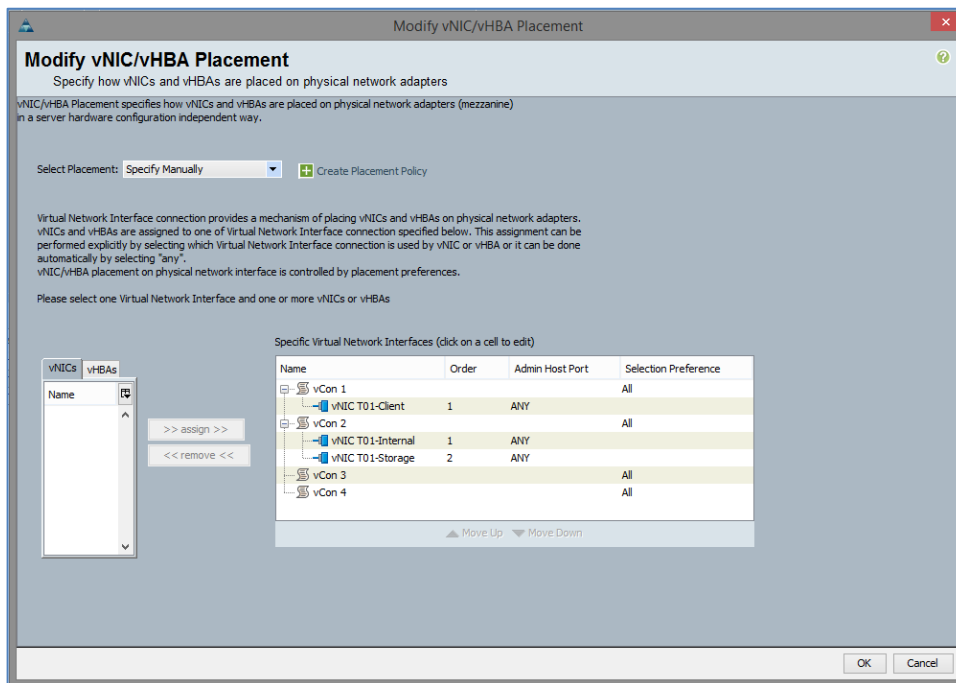 Modify vNIC/vHBA Placement
Modify vNIC/vHBA Placement
Specify how vNICs and vHBAs are placed on physical network adapters
vNIC/vHBA Placement specifies how vNICs and vHBAs are placed on physical network adapters (mezzanine)
in a server hardware configuration independent way.
Select Placement: Specify Manually Create Placement Policy
Virtual Network Interface connection provides a mechanism of placing vNICs and vHBAs on physical network adapters.
vNICs and vHBAs are assigned to one of Virtual Network Interface connection specified below. This assignment can be
performed explicitly by selecting which Virtual Network Interface connection is used by vNIC or vHBA or it can be done
automatically by selecting "any".
vNIC/vHBA placement on physical network interface is controlled by placement preferences.
Please select one Virtual Network Interface and one or more vNICs or vHBAs
Specific Virtual Network Interfaces (click on a cell to edit)
vNICs vHBAs
Name
>> assign >>
<< remove <<
Name Order Admin Host Port Selection Preference
vCon 1 All
vNIC T01-Client 1 ANY
vCon 2 All
vNIC T01-Internal 1 ANY
vNIC T01-Storage 2 ANY
vCon 3 All
vCon 4 All
Move Up Move Down
OK Cancel